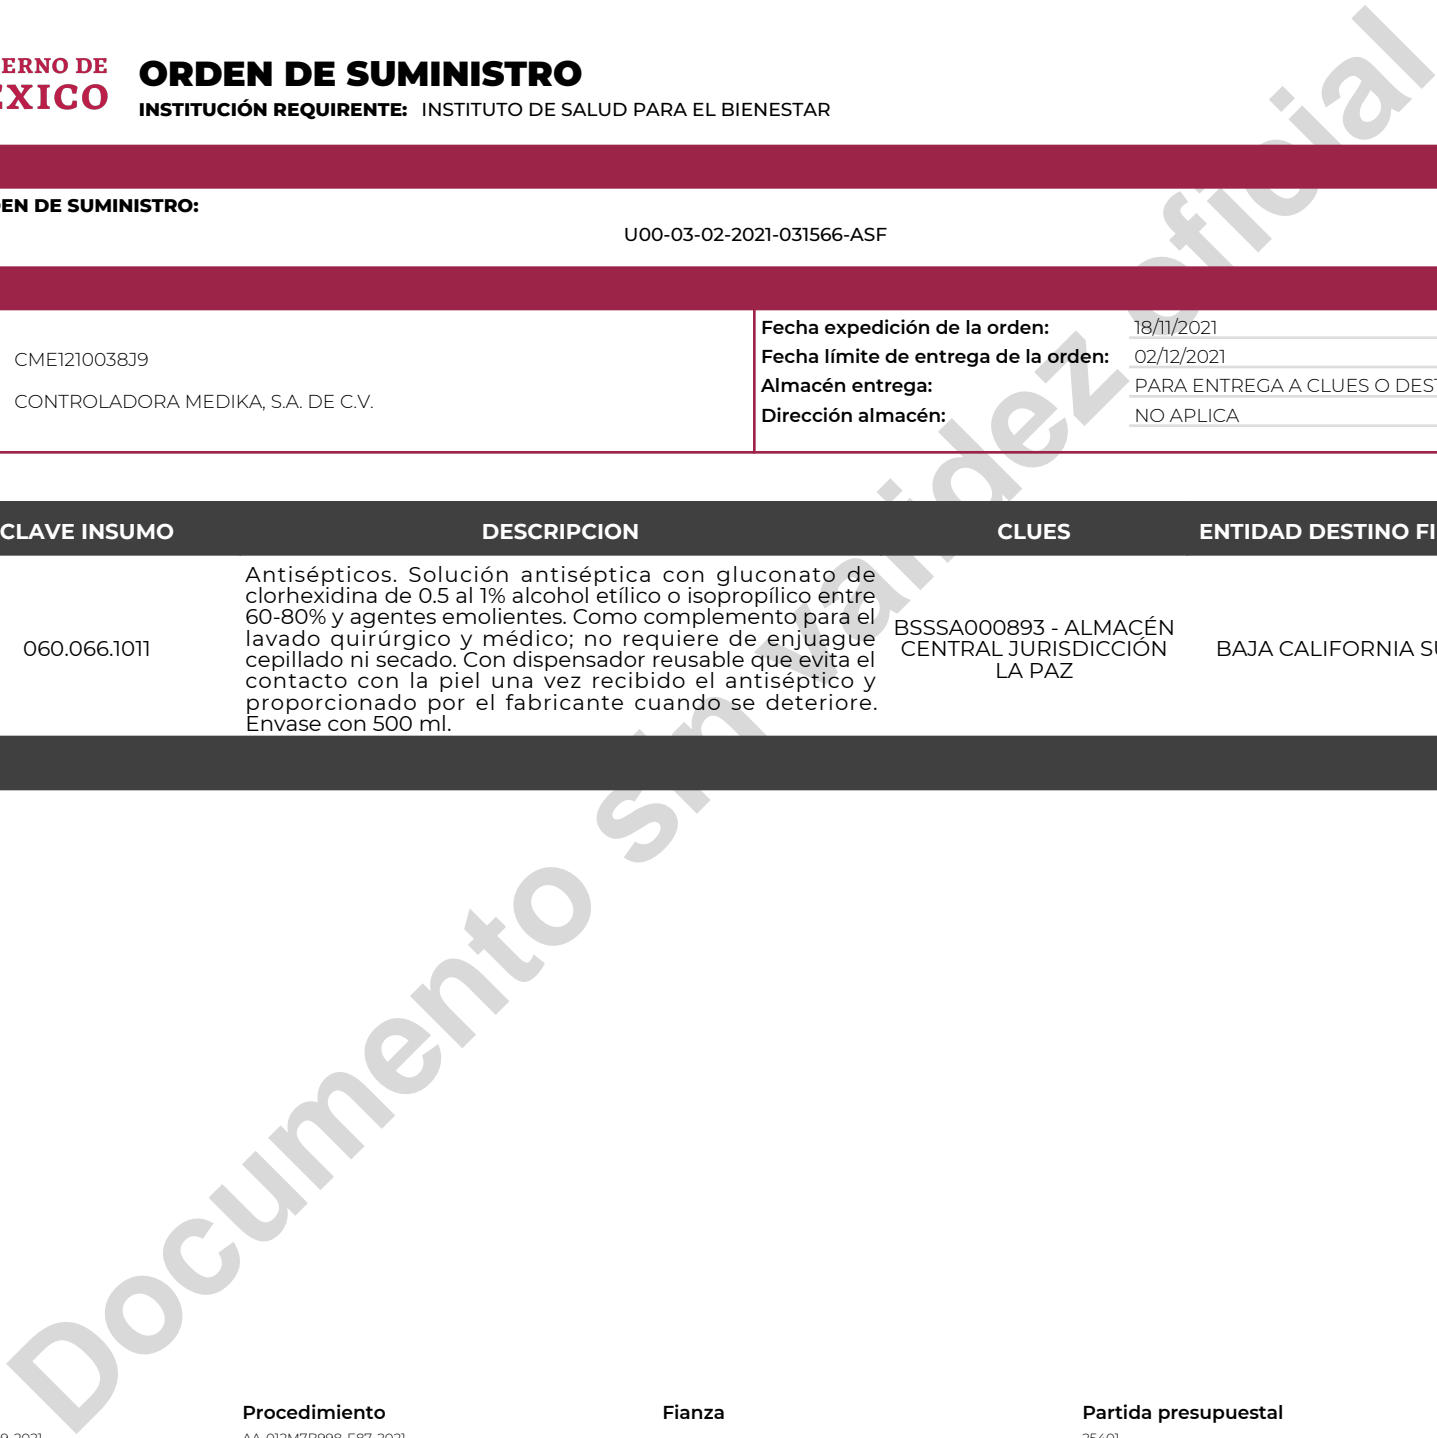 ERNO DE
EXICO
ORDEN DE SUMINISTRO
INSTITUCIÓN REQUIRENTE: INSTITUTO DE SALUD PARA EL BIENESTAR
EN DE SUMINISTRO:
U00-03-02-2021-031566-ASF
CME1210038J9
CONTROLADORA MEDIKA, S.A. DE C.V.
Fecha expedición de la orden: 18/11/2021
Fecha límite de entrega de la orden: 02/12/2021
Almacén entrega: PARA ENTREGA A CLUES O DEST
Dirección almacén: NO APLICA
CLAVE INSUMO DESCRIPCION CLUES ENTIDAD DESTINO FI
060.066.1011
Antisépticos. Solución antiséptica con gluconato de
clorhexidina de 0.5 al 1% alcohol etílico o isopropílico entre
60-80% y agentes emolientes. Como complemento para el
lavado quirúrgico y médico; no requiere de enjuague
cepillado ni secado. Con dispensador reusable que evita el
contacto con la piel una vez recibido el antiséptico y
proporcionado por el fabricante cuando se deteriore.
Envase con 500 ml.
BSSSA000893 - ALMACÉN
CENTRAL JURISDICCIÓN
LA PAZ
BAJA CALIFORNIA SU
Documento sin validez oficial
Procedimiento Fianza Partida presupuestal